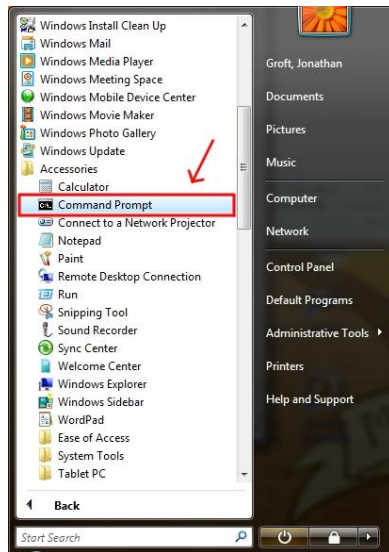 Windows Install Clean Up
Windows Mail
Windows Media Player
Windows Meeting Space
Windows Mobile Device Center
Windows Movie Maker
Windows Photo Gallery
Windows Update
Accessories
Calculator
Command Prompt
Connect to a Network Projector
Notepad
Paint
Remote Desktop Connection
Run
Snipping Tool
Sound Recorder
Sync Center
Welcome Center
Windows Explorer
Windows Sidebar
WordPad
Ease of Access
System Tools
Tablet PC
Back
Start Search
Groft, Jonathan
Documents
Pictures
Music
Computer
Network
Control Panel
Default Programs
Administrative Tools
Printers
Help and Support